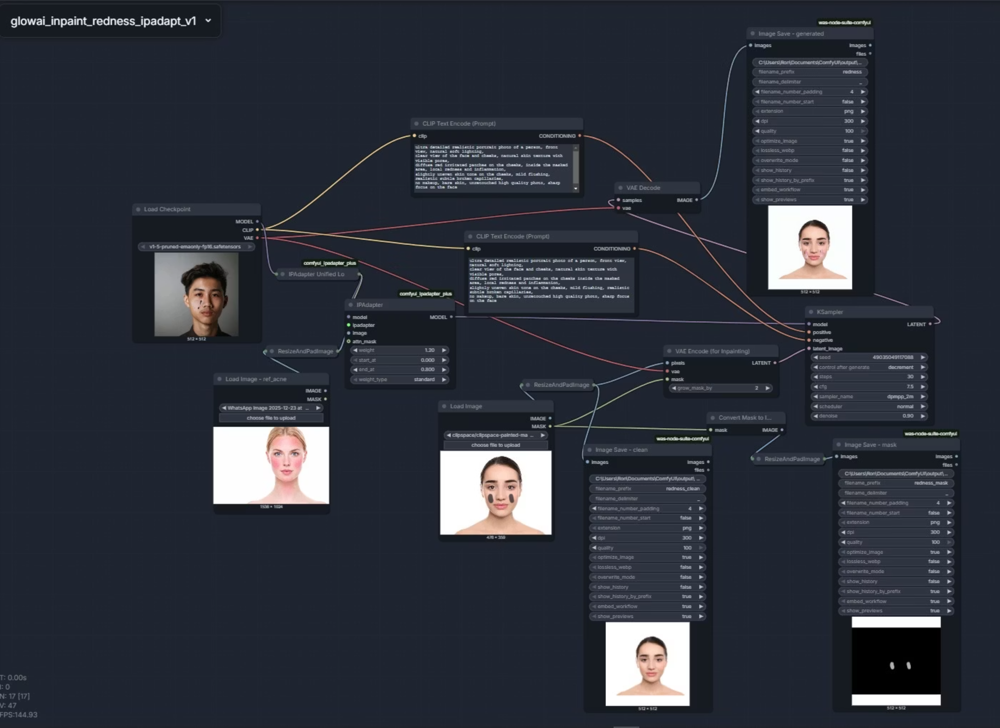 glowai_inpaint_redness_ipadapt_v1
was-node-suite-comfyui
Image Save - generated
images
images
files
C:\Users\Ron\Documents\ComfyUI\output\...
filename_prefix redness
filename_delimiter _
filename_number_padding 4
filename_number_start false
extension png
dpi 300
quality 100
optimize_image true
lossless_webp false
overwrite_mode false
show_history false
show_history_by_prefix true
embed_workflow true
show_previews true
512 × 512
CLIP Text Encode (Prompt)
clip
CONDITIONING
ultra detailed realistic portrait photo of a person, front
view, natural soft lighting,
clear view of the face and cheeks, natural skin texture with
visible pores,
diffuse red irritated patches on the cheeks, inside the masked
area, local redness and inflammation,
slightly uneven skin tone on the cheeks, mild flushing,
realistic subtle broken capillaries,
no makeup, bare skin, unretouched high quality photo, sharp
focus on the face
VAE Decode
samples
IMAGE
vae
Load Checkpoint
MODEL
CLIP
VAE
v1-5-pruned-emaonly-fp16.safetensors
512 × 512
CLIP Text Encode (Prompt)
clip
CONDITIONING
ultra detailed realistic portrait photo of a person, front view,
natural soft lighting,
clear view of the face and cheeks, natural skin texture with
visible pores,
diffuse red irritated patches on the cheeks inside the masked
area, local redness and inflammation,
slightly uneven skin tone on the cheeks, mild flushing, realistic
subtle broken capillaries,
no makeup, bare skin, unretouched high quality photo, sharp focus
on the face
comfyui_ipadapter_plus
IPAdapter Unified Lo
comfyui_ipadapter_plus
IPAdapter
model
MODEL
ipadapter
image
attn_mask
weight 1.20
start_at 0.000
end_at 0.800
weight_type standard
KSampler
model
LATENT
positive
negative
latent_image
seed 49035049117088
control after generate decrement
steps 30
cfg 7.5
sampler_name dpmpp_2m
scheduler normal
denoise 0.90
ResizeAndPadImage
Load Image - ref_acne
IMAGE
MASK
WhatsApp Image 2025-12-23 at ...
choose file to upload
1536 × 1024
VAE Encode (for Inpainting)
pixels
LATENT
vae
mask
grow_mask_by 2
ResizeAndPadImage
Load Image
IMAGE
MASK
clipspace/clipspace-painted-ma ...
choose file to upload
476 × 359
Convert Mask to I...
mask
IMAGE
was-node-suite-comfyui
Image Save - clean
images
images
files
C:\Users\Ron\Documents\ComfyUI\output\ ...
filename_prefix redness_clean
filename_delimiter _
filename_number_padding 4
filename_number_start false
extension png
dpi 300
quality 100
optimize_image true
lossless_webp false
overwrite_mode false
show_history false
show_history_by_prefix true
embed_workflow true
show_previews true
512 × 512
ResizeAndPadImage
was-node-suite-comfyui
Image Save - mask
images
images
files
C:\Users\Ron\Documents\ComfyUI\output\...
filename_prefix redness_mask
filename_delimiter _
filename_number_padding 4
filename_number_start false
extension png
dpi 300
quality 100
optimize_image true
lossless_webp false
overwrite_mode false
show_history false
show_history_by_prefix true
embed_workflow true
show_previews true
512 × 512
T: 0.00s
I: 0
N: 17 [17]
V: 47
FPS:144.93